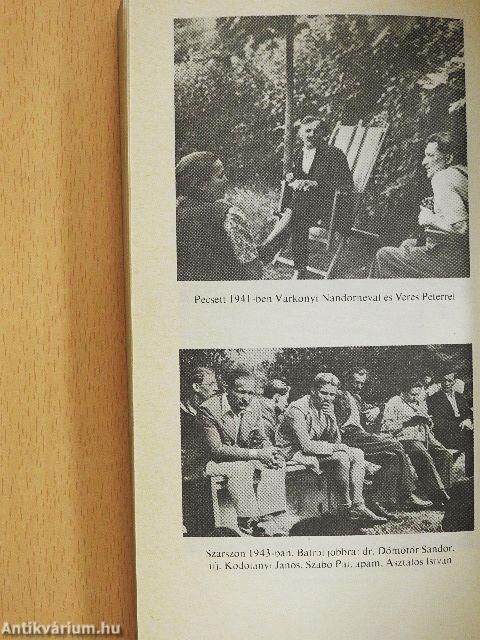 Pécsett 1941-ben Várkonyi Nándornéval és Veres Péterrel
Szárszón 1943-ban. Balról jobbra: dr. Dömötör Sándor,
ifj. Kodolányi János, Szabó Pál, apám, Asztalos István
Antikvárium.hu